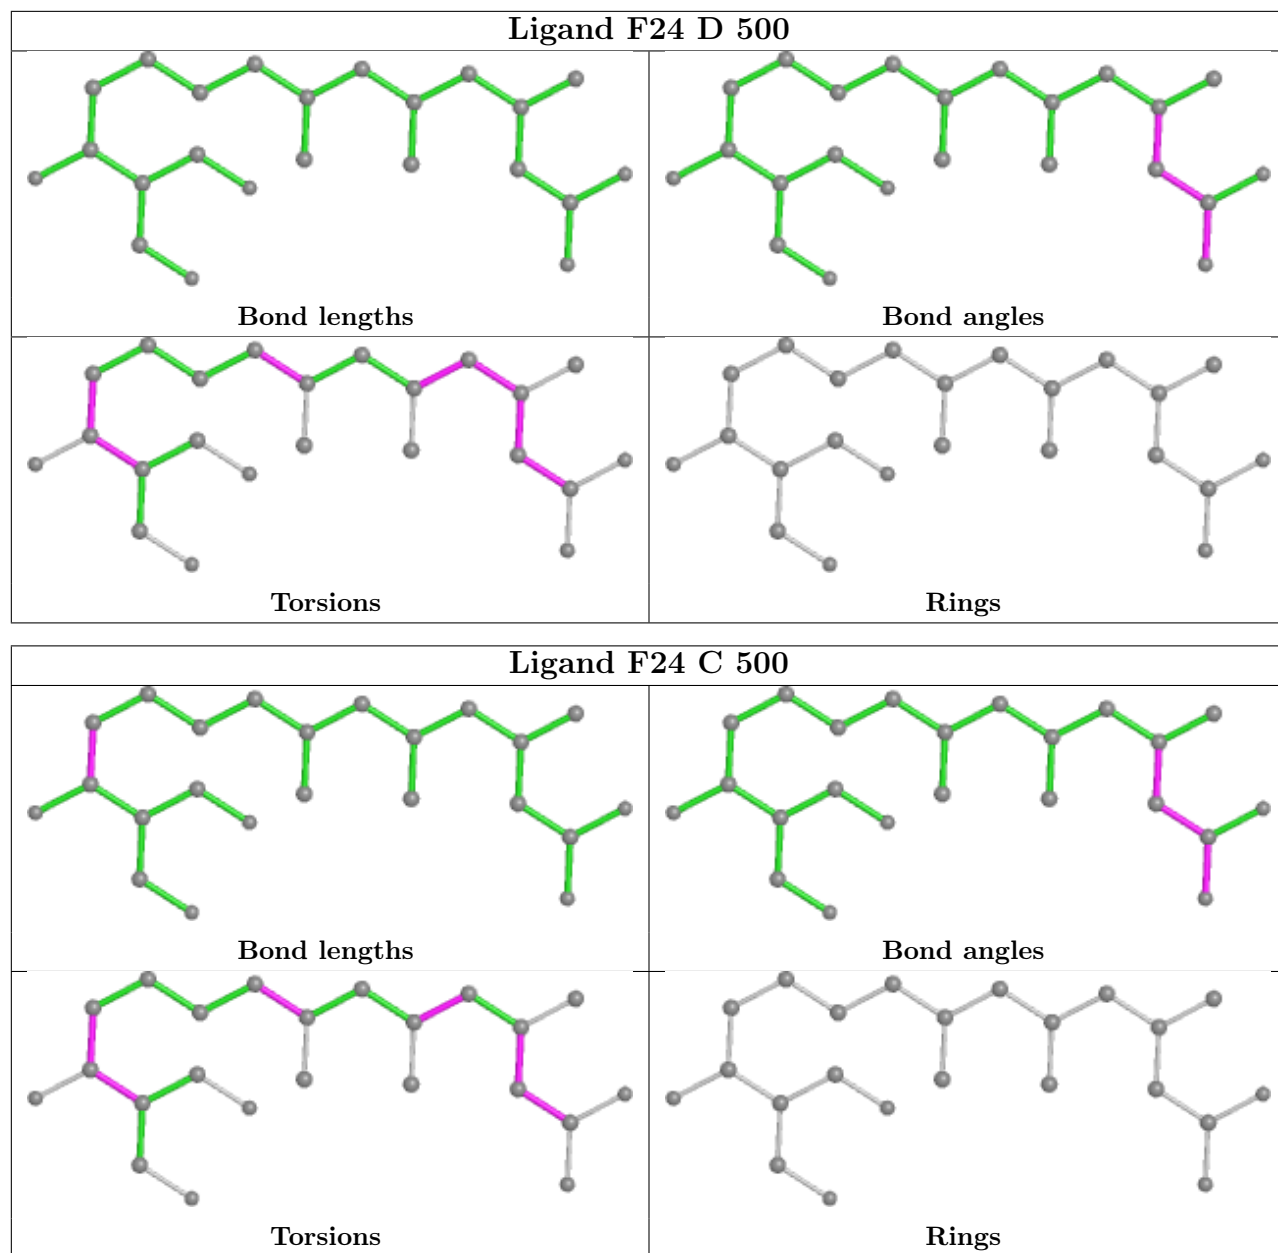 Ligand F24 D 500
Bond lengths
Bond angles
Torsions
Rings
Ligand F24 C 500
Bond lengths
Bond angles
Torsions
Rings